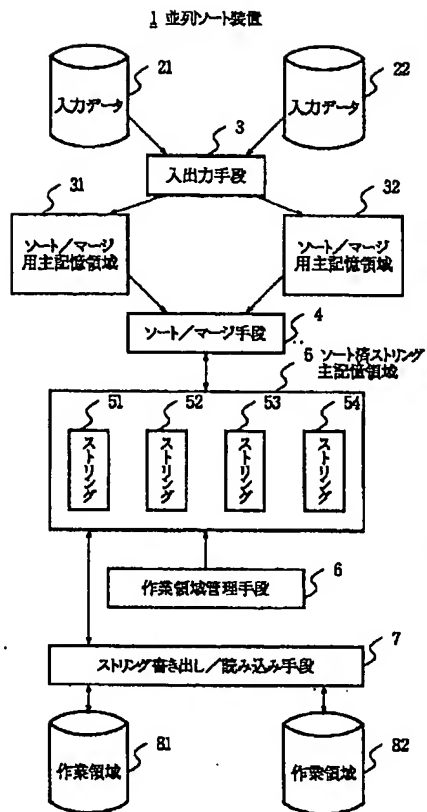 1 並列ソート装置
21
22
入力データ
入力データ
3
入出力手段
31
32
ソート/マージ
用主記憶領域
ソート/マージ
用主記憶領域
ソート/マージ手段
4
5 ソート済ストリング
主記憶領域
51
52
53
54
ストリング
ストリング
ストリング
ストリング
6
作業領域管理手段
7
ストリング書き出し/読み込み手段
81
82
作業領域
作業領域